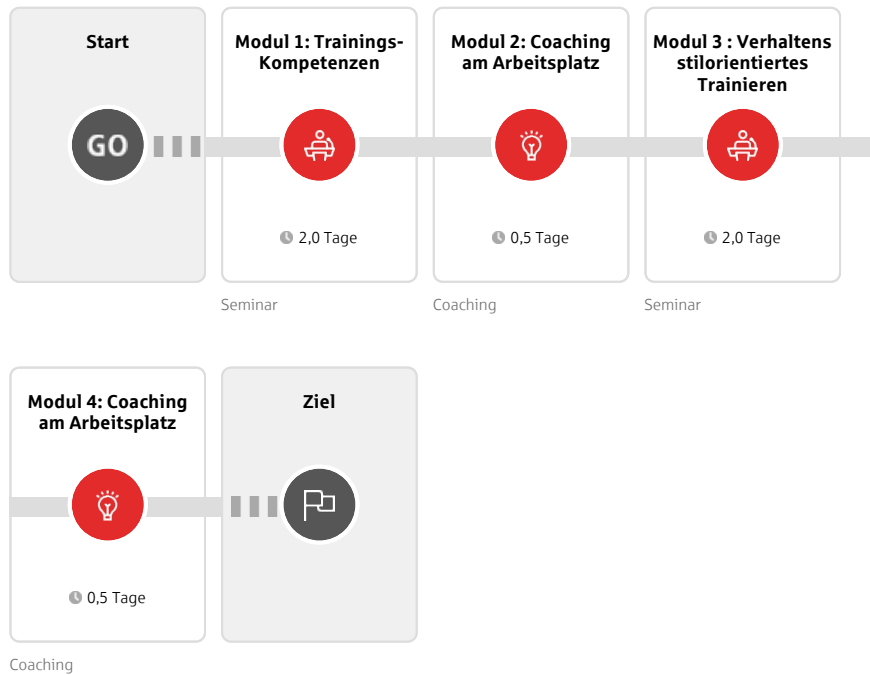 Start
Modul 1: Trainings-
Kompetenzen
Modul 2: Coaching
am Arbeitsplatz
Modul 3 : Verhaltens
stilorientiertes
Trainieren
GO
2,0 Tage
0,5 Tage
2,0 Tage
Seminar
Coaching
Seminar
Modul 4: Coaching
am Arbeitsplatz
Ziel
0,5 Tage
Coaching